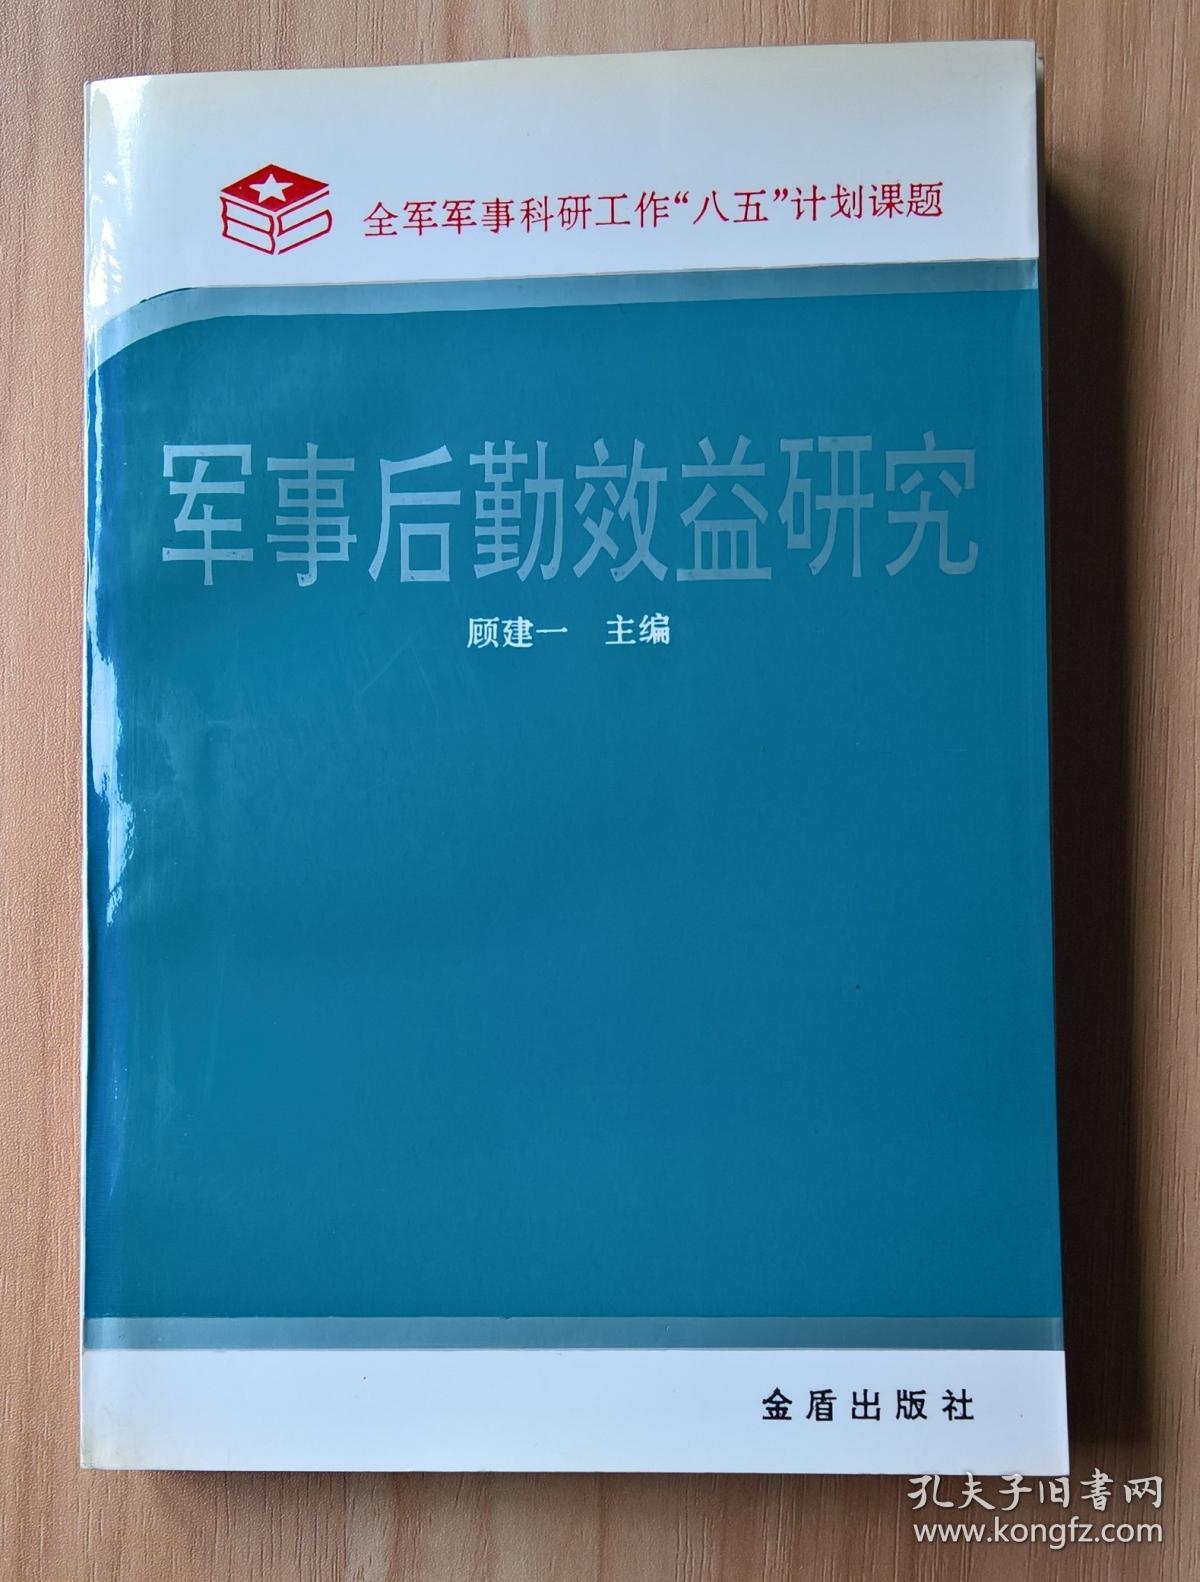 全军军事科研工作“八五”计划课题
军事后勤效益研究
顾建一 主编
金盾出版社
孔夫子旧书网
www.kongfz.com